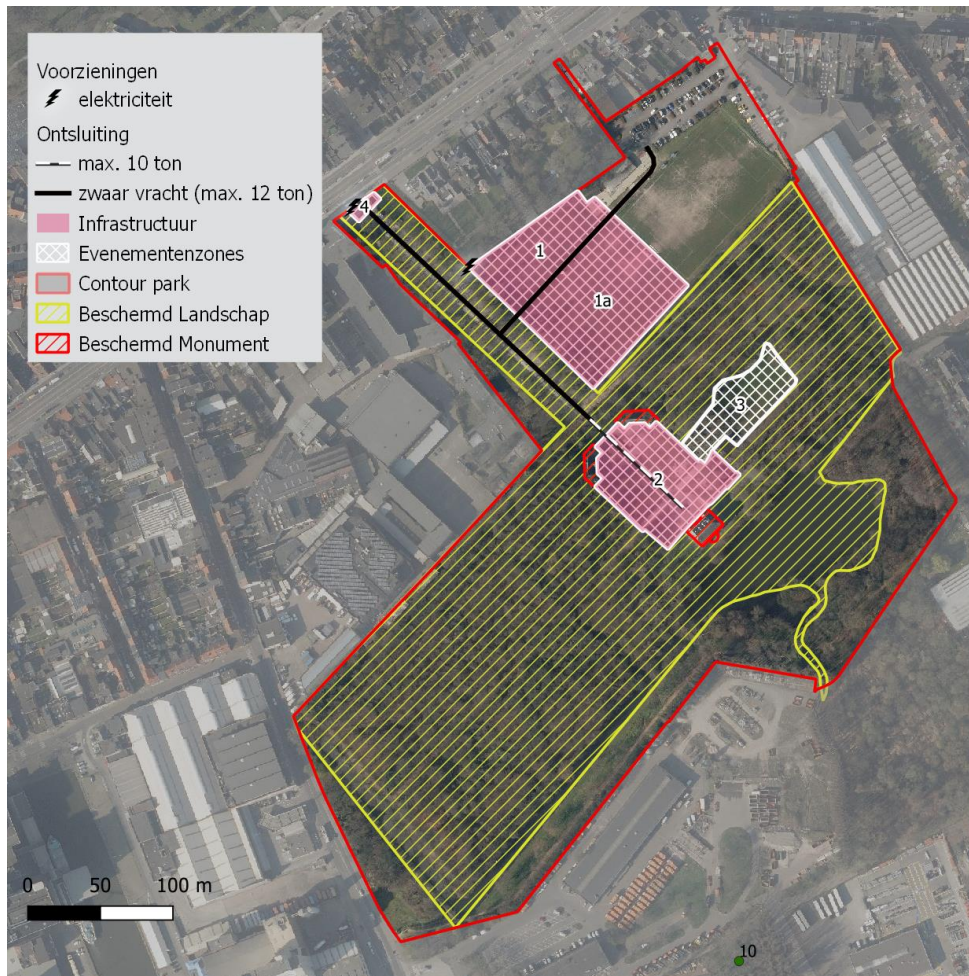 Voorzieningen
elektriciteit
Ontsluiting
max. 10 ton
zwaar vracht (max. 12 ton)
Infrastructuur
Evenementenzones
Contour park
Beschermd Landschap
Beschermd Monument
4
1
1a
3
2
0 50 100 m
10